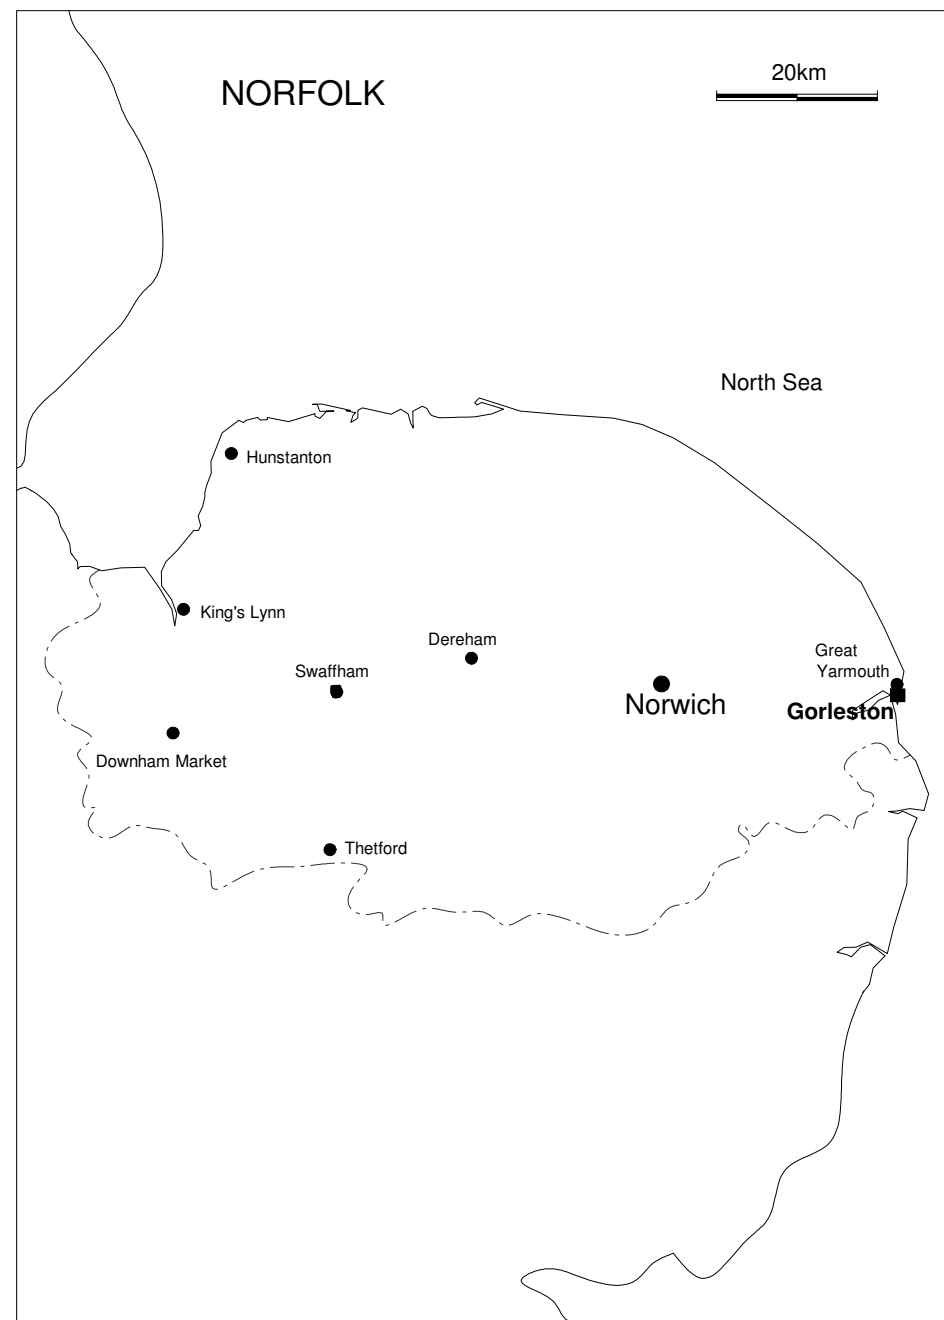 20km
NORFOLK
North Sea
Hunstanton
King's Lynn
Dereham
Great
Yarmouth
Swaffham
Norwich
Gorleston
Downham Market
Thetford